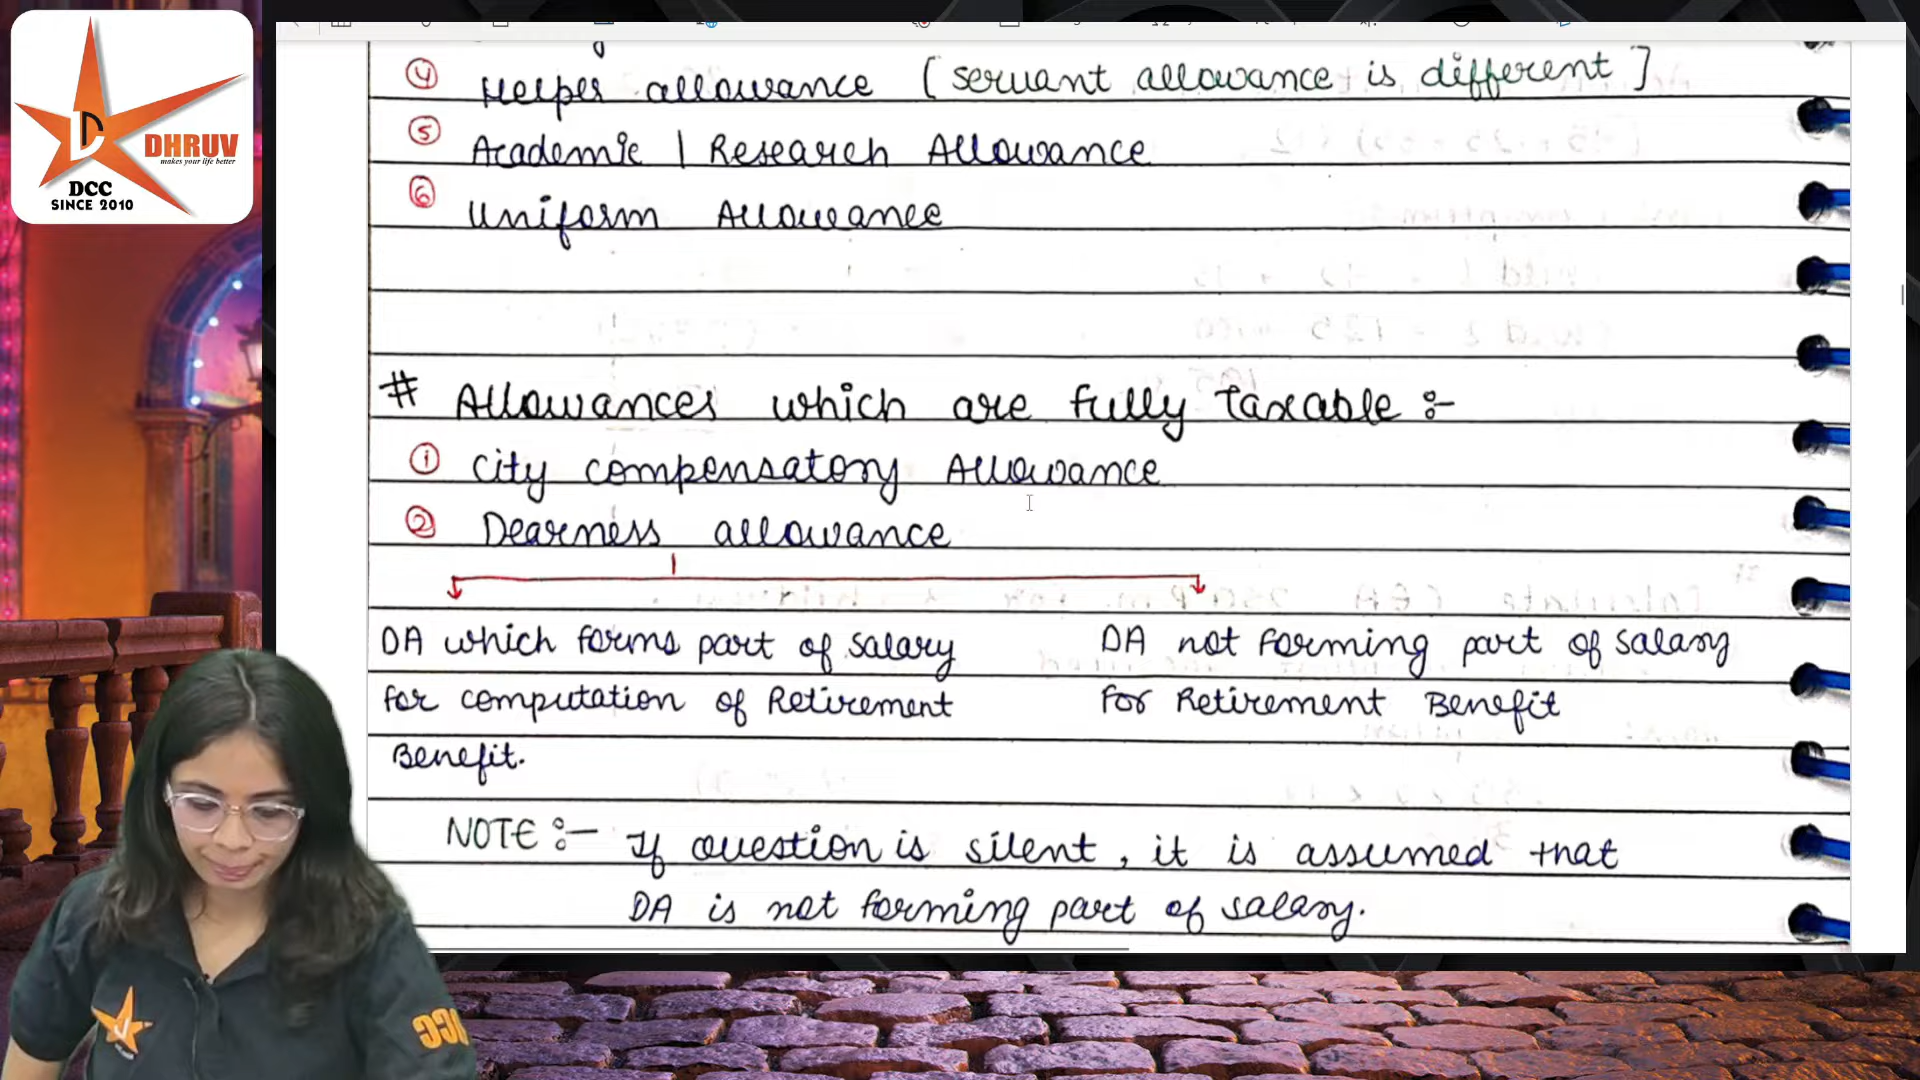 DHRUV
makes your life better
DCC
SINCE 2010
④ Helper allowance [servant allowance is different]
⑤ Academic | Research Allowance
⑥ Uniform Allowance
# Allowances which are fully taxable :-
① City compensatory Allowance
② Dearness allowance
DA which forms part of salary
for computation of Retirement
Benefit.
DA not forming part of salary
for Retirement Benefit
NOTE :- If question is silent, it is assumed that
DA is not forming part of salary.
DCC